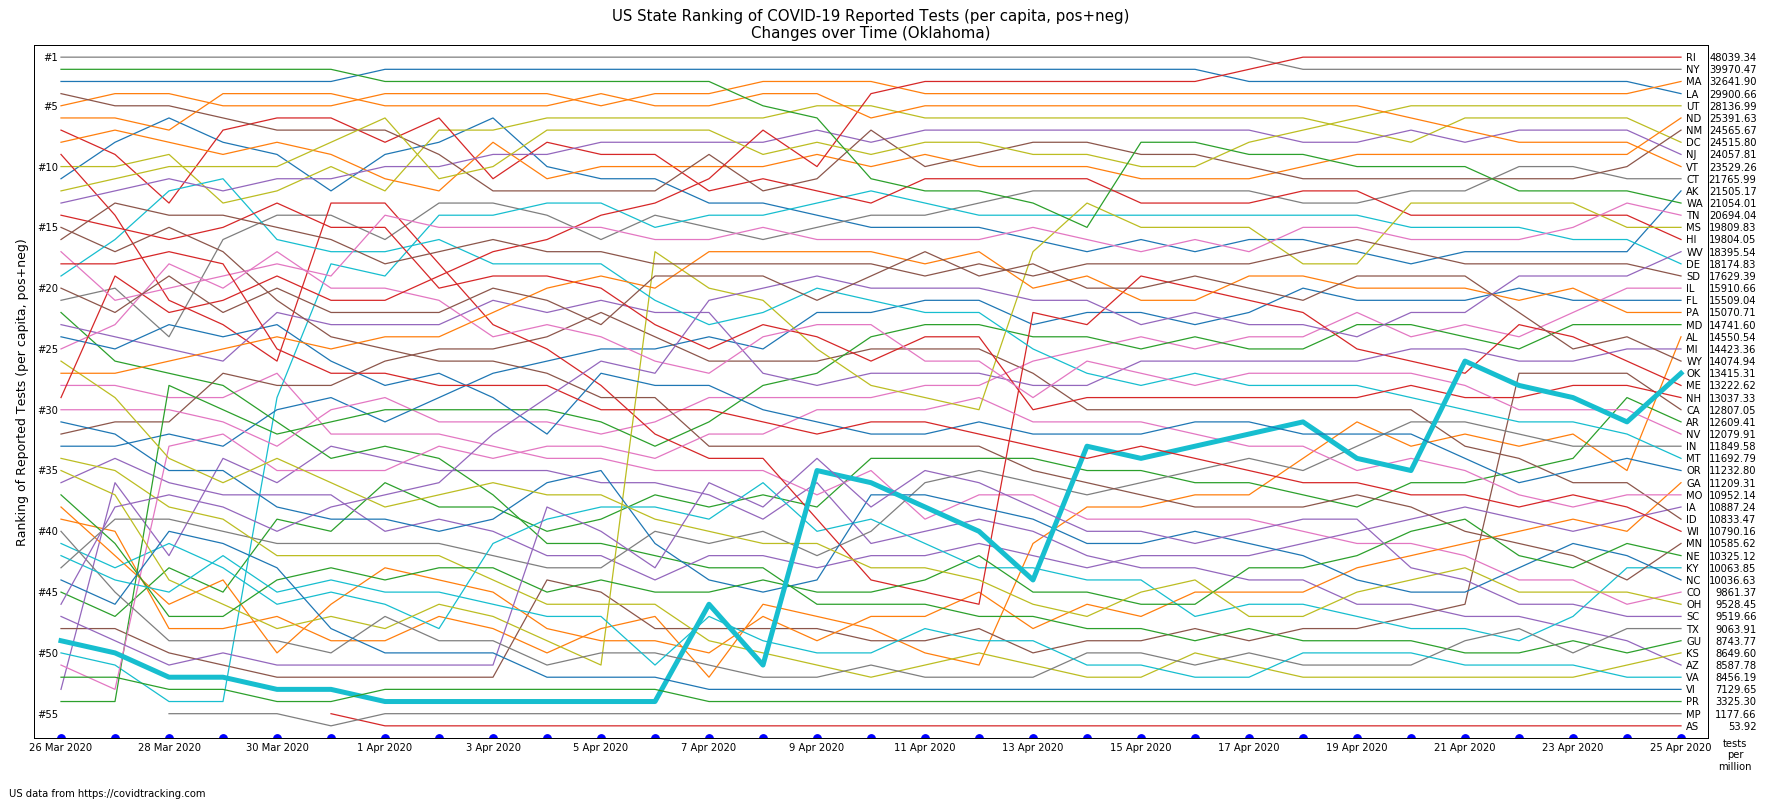 US State Ranking of COVID-19 Reported Tests (per capita, pos+neg)
Changes over Time (Oklahoma)
Ranking of Reported Tests (per capita, pos+neg)
#1
#5
#10
#15
#20
#25
#30
#35
#40
#45
#50
#55
RI 48039.34
NY 39970.47
MA 32641.90
LA 29900.66
UT 28136.99
ND 25391.63
NM 24565.67
DC 24515.80
NJ 24057.81
VT 23529.26
CT 21765.99
AK 21505.17
WA 21054.01
TN 20694.04
MS 19809.83
HI 19804.05
WV 18395.54
DE 18174.83
SD 17629.39
IL 15910.66
FL 15509.04
PA 15070.71
MD 14741.60
AL 14550.54
MI 14423.36
WY 14074.94
OK 13415.31
ME 13222.62
NH 13037.33
CA 12807.05
AR 12609.41
NV 12079.91
IN 11849.58
MT 11692.79
OR 11232.80
GA 11209.31
MO 10952.14
IA 10887.24
ID 10833.47
WI 10790.16
MN 10585.62
NE 10325.12
KY 10063.85
NC 10036.63
CO 9861.37
OH 9528.45
SC 9519.66
TX 9063.91
GU 8743.77
KS 8649.60
AZ 8587.78
VA 8456.19
VI 7129.65
PR 3325.30
MP 1177.66
AS 53.92
26 Mar 2020 28 Mar 2020 30 Mar 2020 1 Apr 2020 3 Apr 2020 5 Apr 2020 7 Apr 2020 9 Apr 2020 11 Apr 2020 13 Apr 2020 15 Apr 2020 17 Apr 2020 19 Apr 2020 21 Apr 2020 23 Apr 2020 25 Apr 2020
tests
per
million
US data from https://covidtracking.com